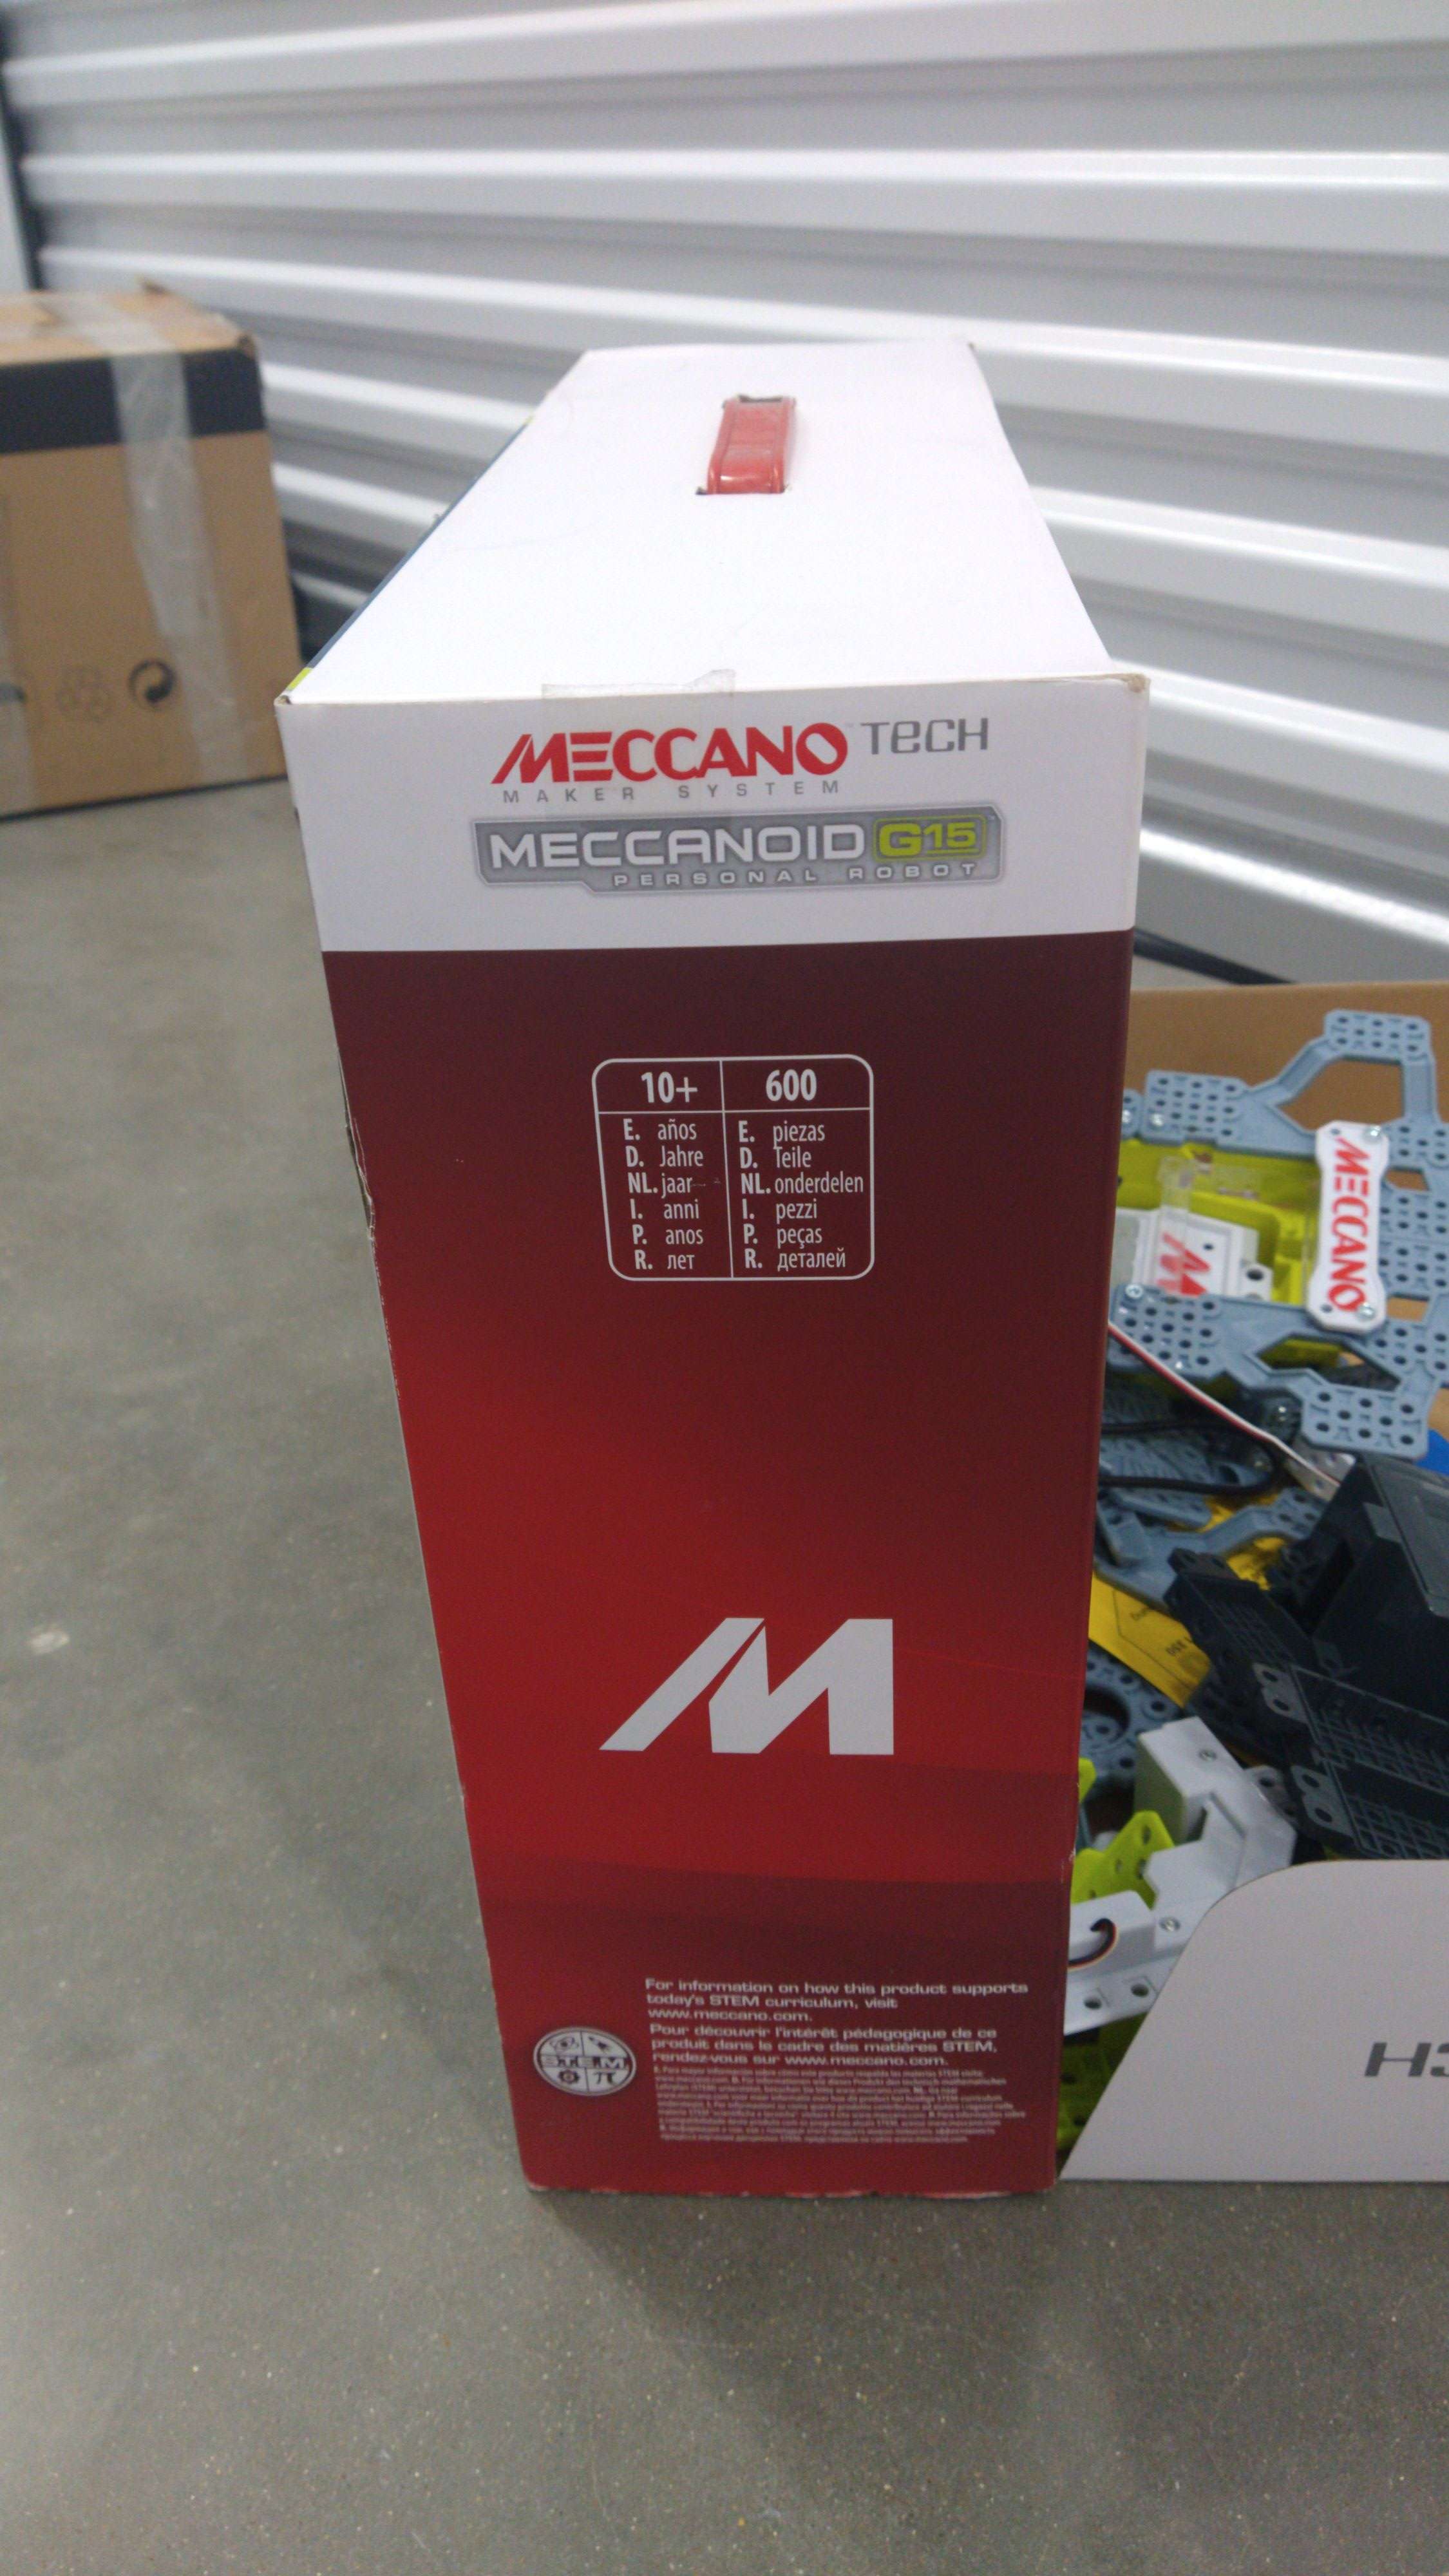 MECCANO TECH
MAKER SYSTEM
MECCANOID G15
PERSONAL ROBOT
10+ 600
E. años E. piezas
D. Jahre D. Teile
NL. jaar NL. onderdelen
I. anni I. pezzi
P. anos P. peças
R. лет R. деталей
MECCANO
M
M
For information on how this product supports
today's STEM curriculum, visit
www.meccano.com.
Pour découvrir l'intérêt pédagogique de ce
produit dans le cadre des matières STEM,
rendez-vous sur www.meccano.com.
S.T.E.M.
π